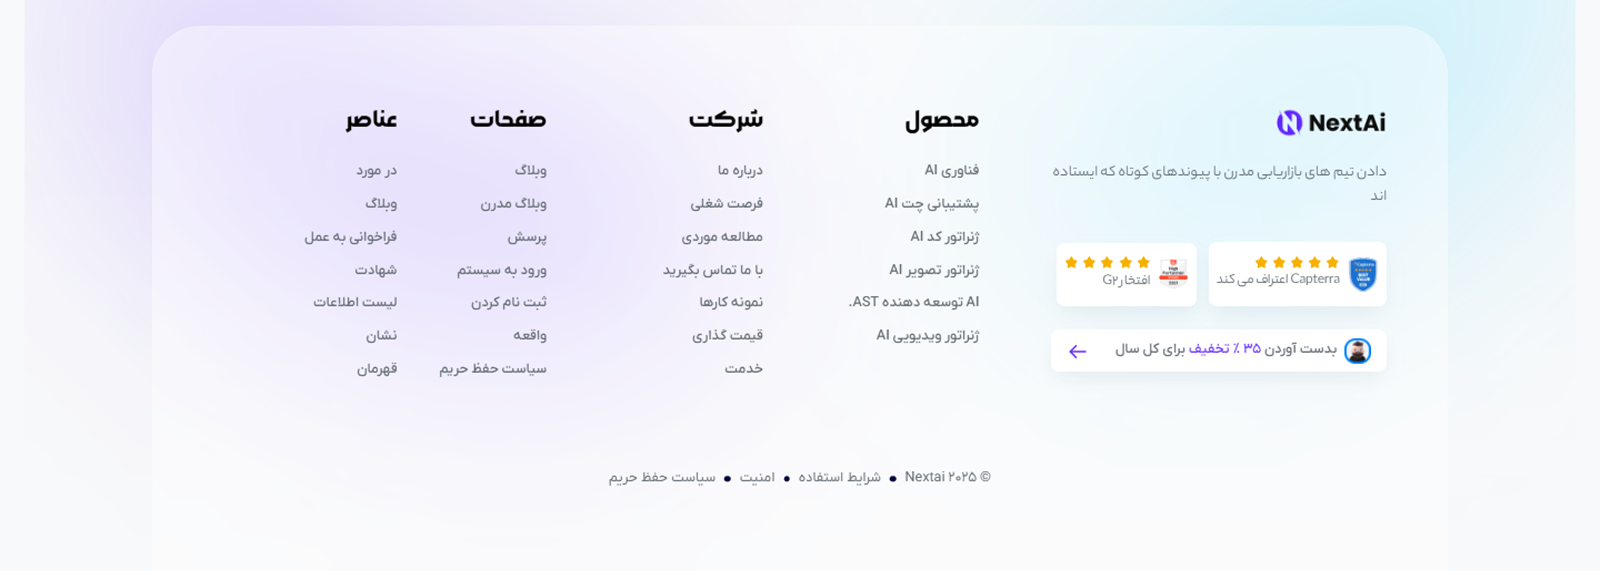 NextAi
دادن تیم های بازاریابی مدرن با پیوندهای کوتاه که ایستاده
اند
Capterra اعتراف می کند
افتخار G۲
بدست آوردن ۳۵ ٪ تخفیف برای کل سال
محصول
فناوری AI
پشتیبانی چت AI
ژنراتور کد AI
ژنراتور تصویر AI
AI توسعه دهنده AST.
ژنراتور ویدیویی AI
شرکت
درباره ما
فرصت شغلی
مطالعه موردی
با ما تماس بگیرید
نمونه کارها
قیمت گذاری
خدمت
صفحات
وبلاگ
وبلاگ مدرن
پرسش
ورود به سیستم
ثبت نام کردن
واقعه
سیاست حفظ حریم
عناصر
در مورد
وبلاگ
فراخوانی به عمل
شهادت
لیست اطلاعات
نشان
قهرمان
© Nextai ۲۰۲۵ • شرایط استفاده • امنیت • سیاست حفظ حریم